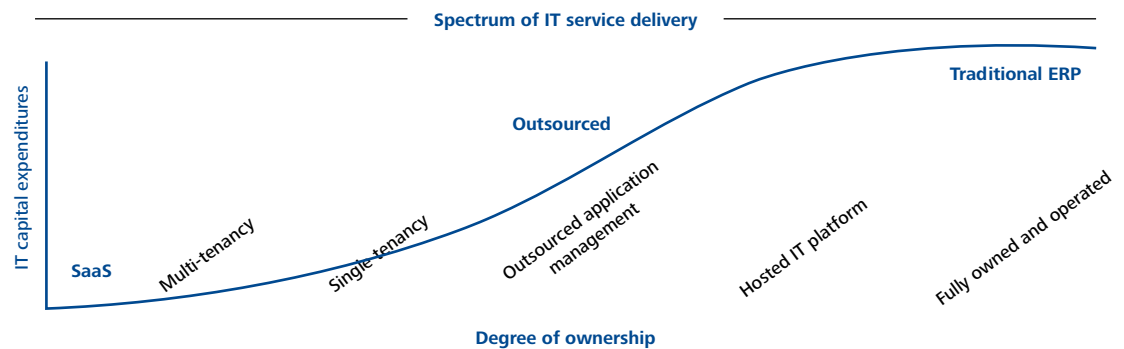 Spectrum of IT service delivery
IT capital expenditures
Traditional ERP
Outsourced
SaaS
Multi-tenancy
Single-tenancy
Outsourced application
management
Hosted IT platform
Fully owned and operated
Degree of ownership